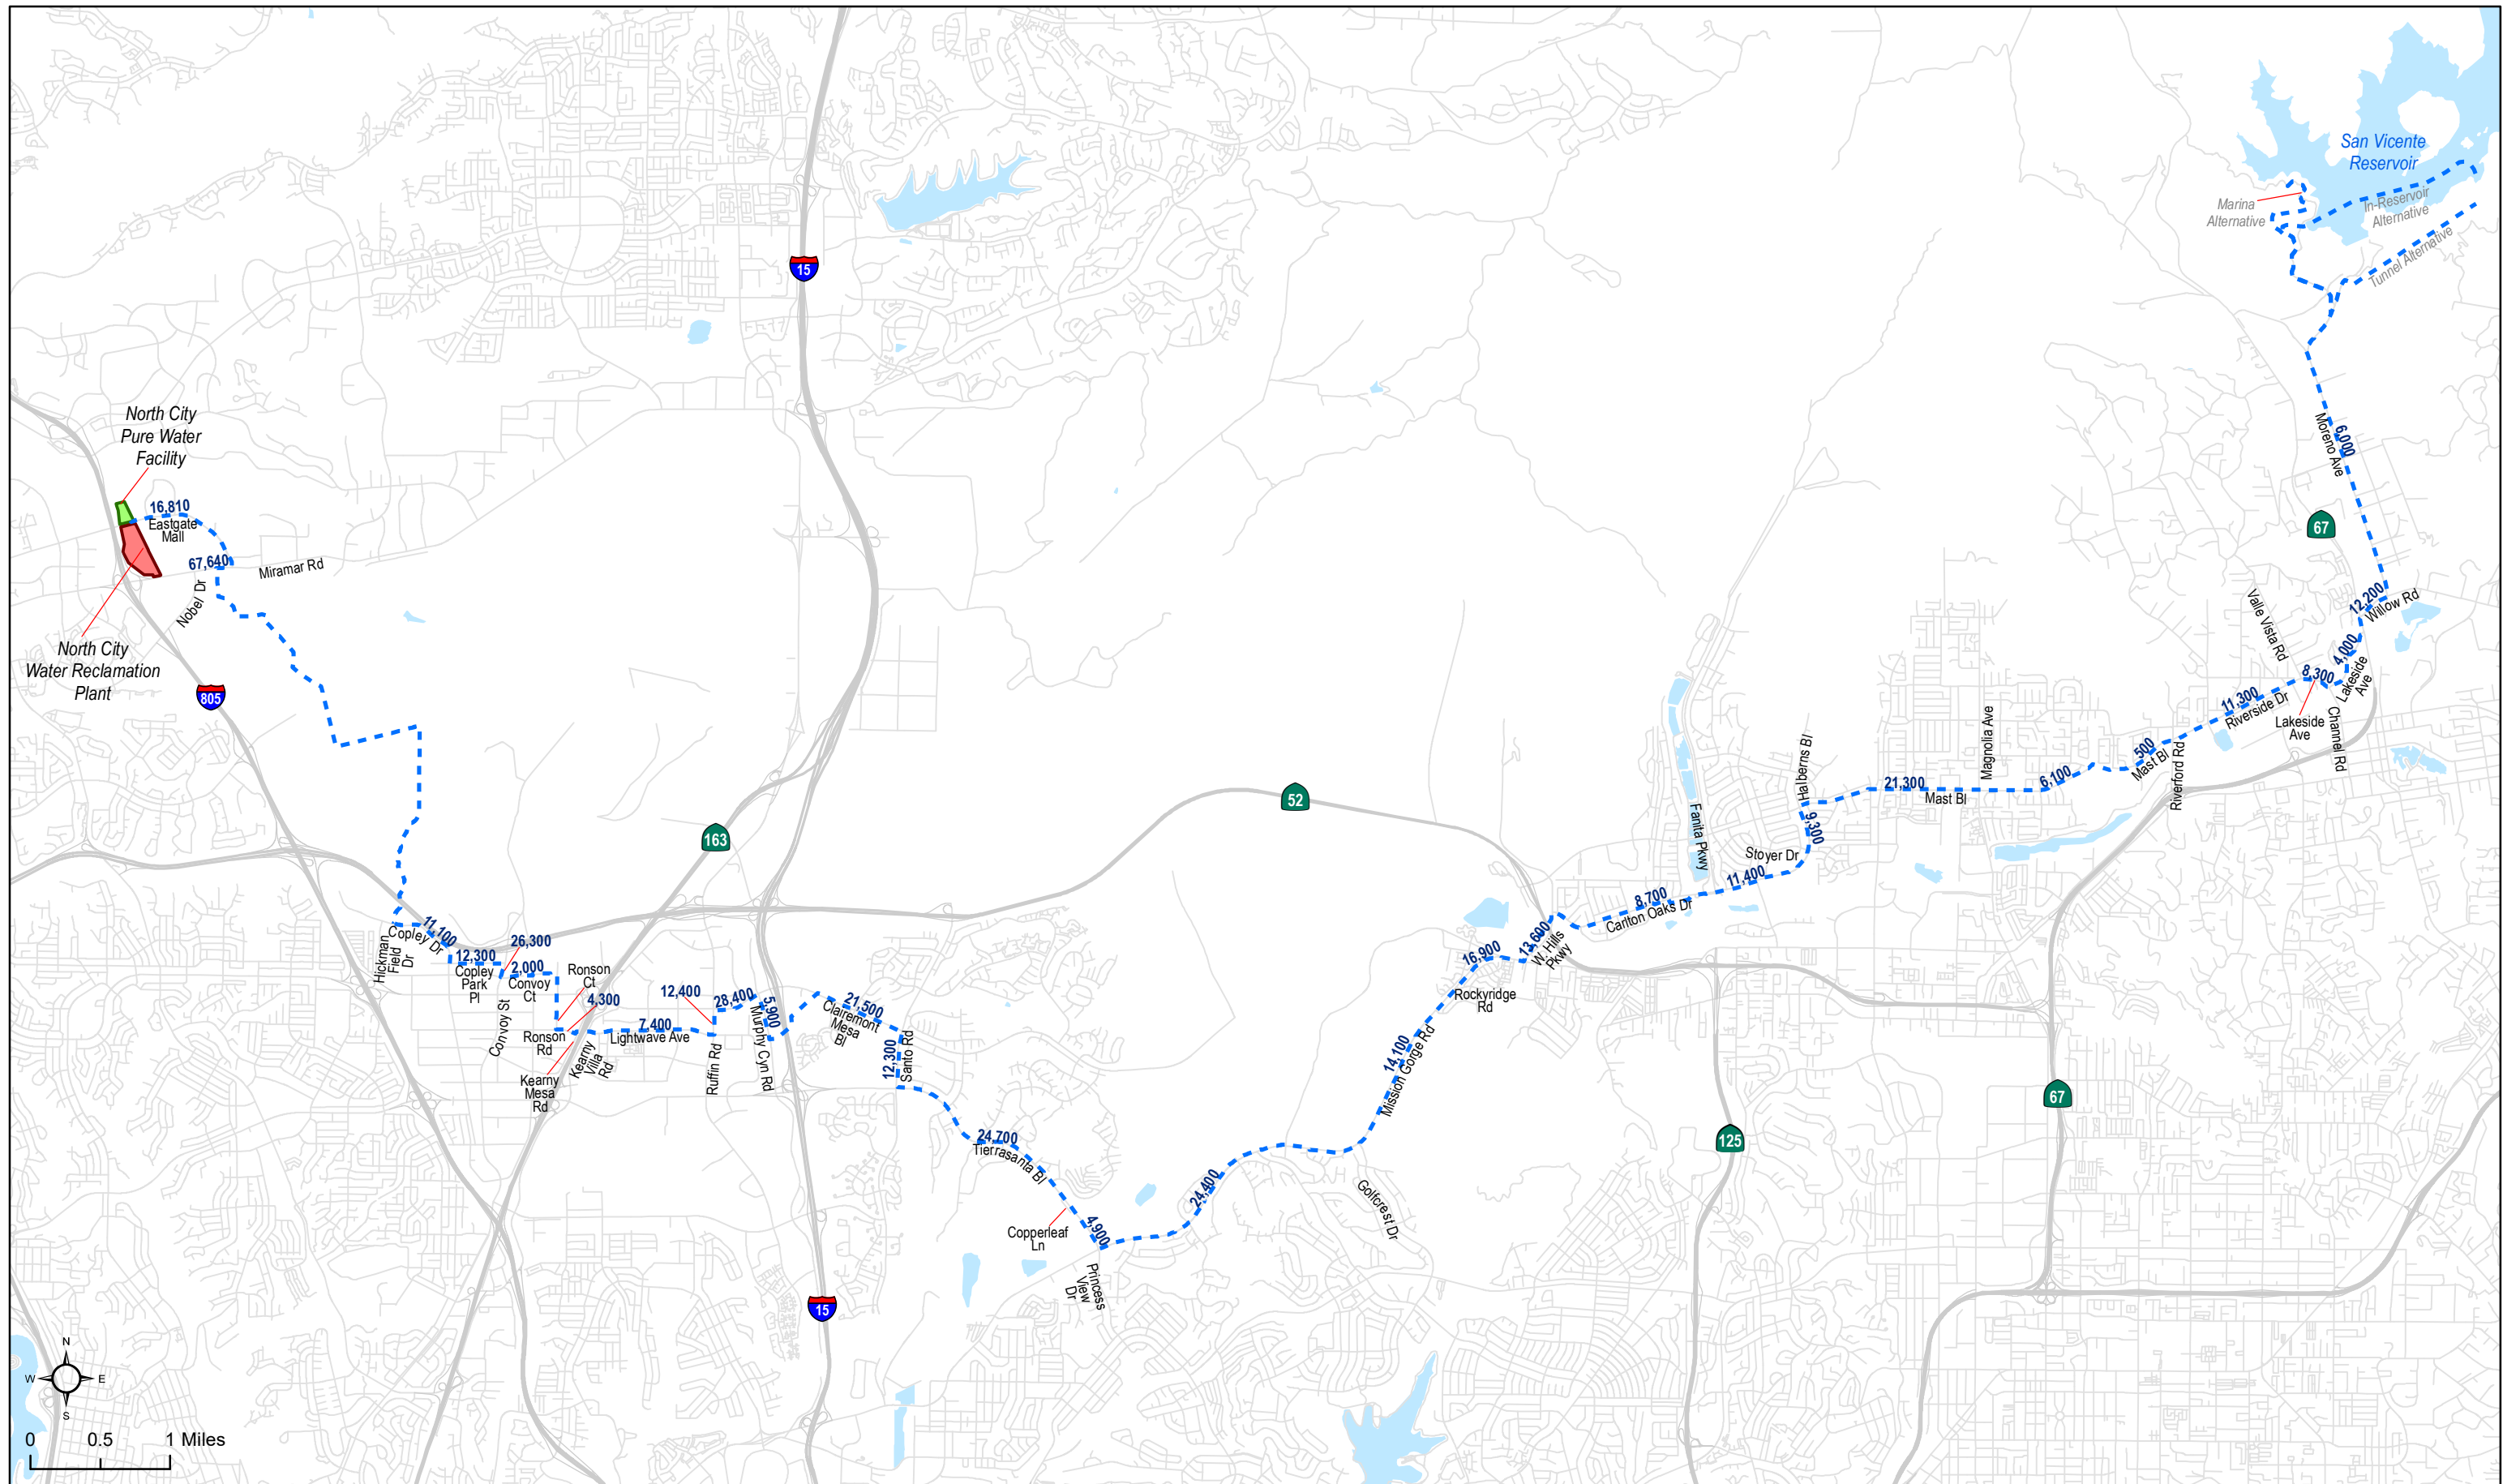 San Vicente
Reservoir
Marina
Alternative
In-Reservoir
Alternative
Tunnel Alternative
15
North City
Pure Water
Facility
16,810
Eastgate
Mall
67,640
Miramar Rd
Nobel Dr
North City
Water Reclamation
Plant
805
6,000
Moreno Ave
67
12,200
Willow Rd
Valle Vista Rd
4,000
Lakeside
Ave
8,300
11,300
Riverside Dr
Lakeside
Ave
Channel Rd
500
Mast Bl
Riverford Rd
6,100
Magnolia Ave
21,300
Mast Bl
Halberns Bl
9,300
Fanita Pkwy
Stoyer Dr
11,400
8,700
Carlton Oaks Dr
52
163
13,600
W. Hills
Pkwy
16,900
Rockyridge
Rd
14,100
Mission Gorge Rd
Hickman
Field
Dr
11,100
Copley Dr
12,300
Copley
Park
Pl
26,300
2,000
Convoy
Ct
Convoy St
Ronson
Ct
4,300
Ronson
Rd
Kearny
Mesa
Rd
Kearny
Villa
Rd
7,400
Lightwave Ave
12,400
28,400
Ruffin Rd
5,900
Murphy Cyn Rd
21,500
Clairemont
Mesa
Bl
12,300
Santo Rd
24,700
Tierrasanta Bl
Copperleaf
Ln
4,900
Princess
View
Dr
24,400
Golfcrest Dr
125
67
15
N
W
E
S
0
0.5
1 Miles